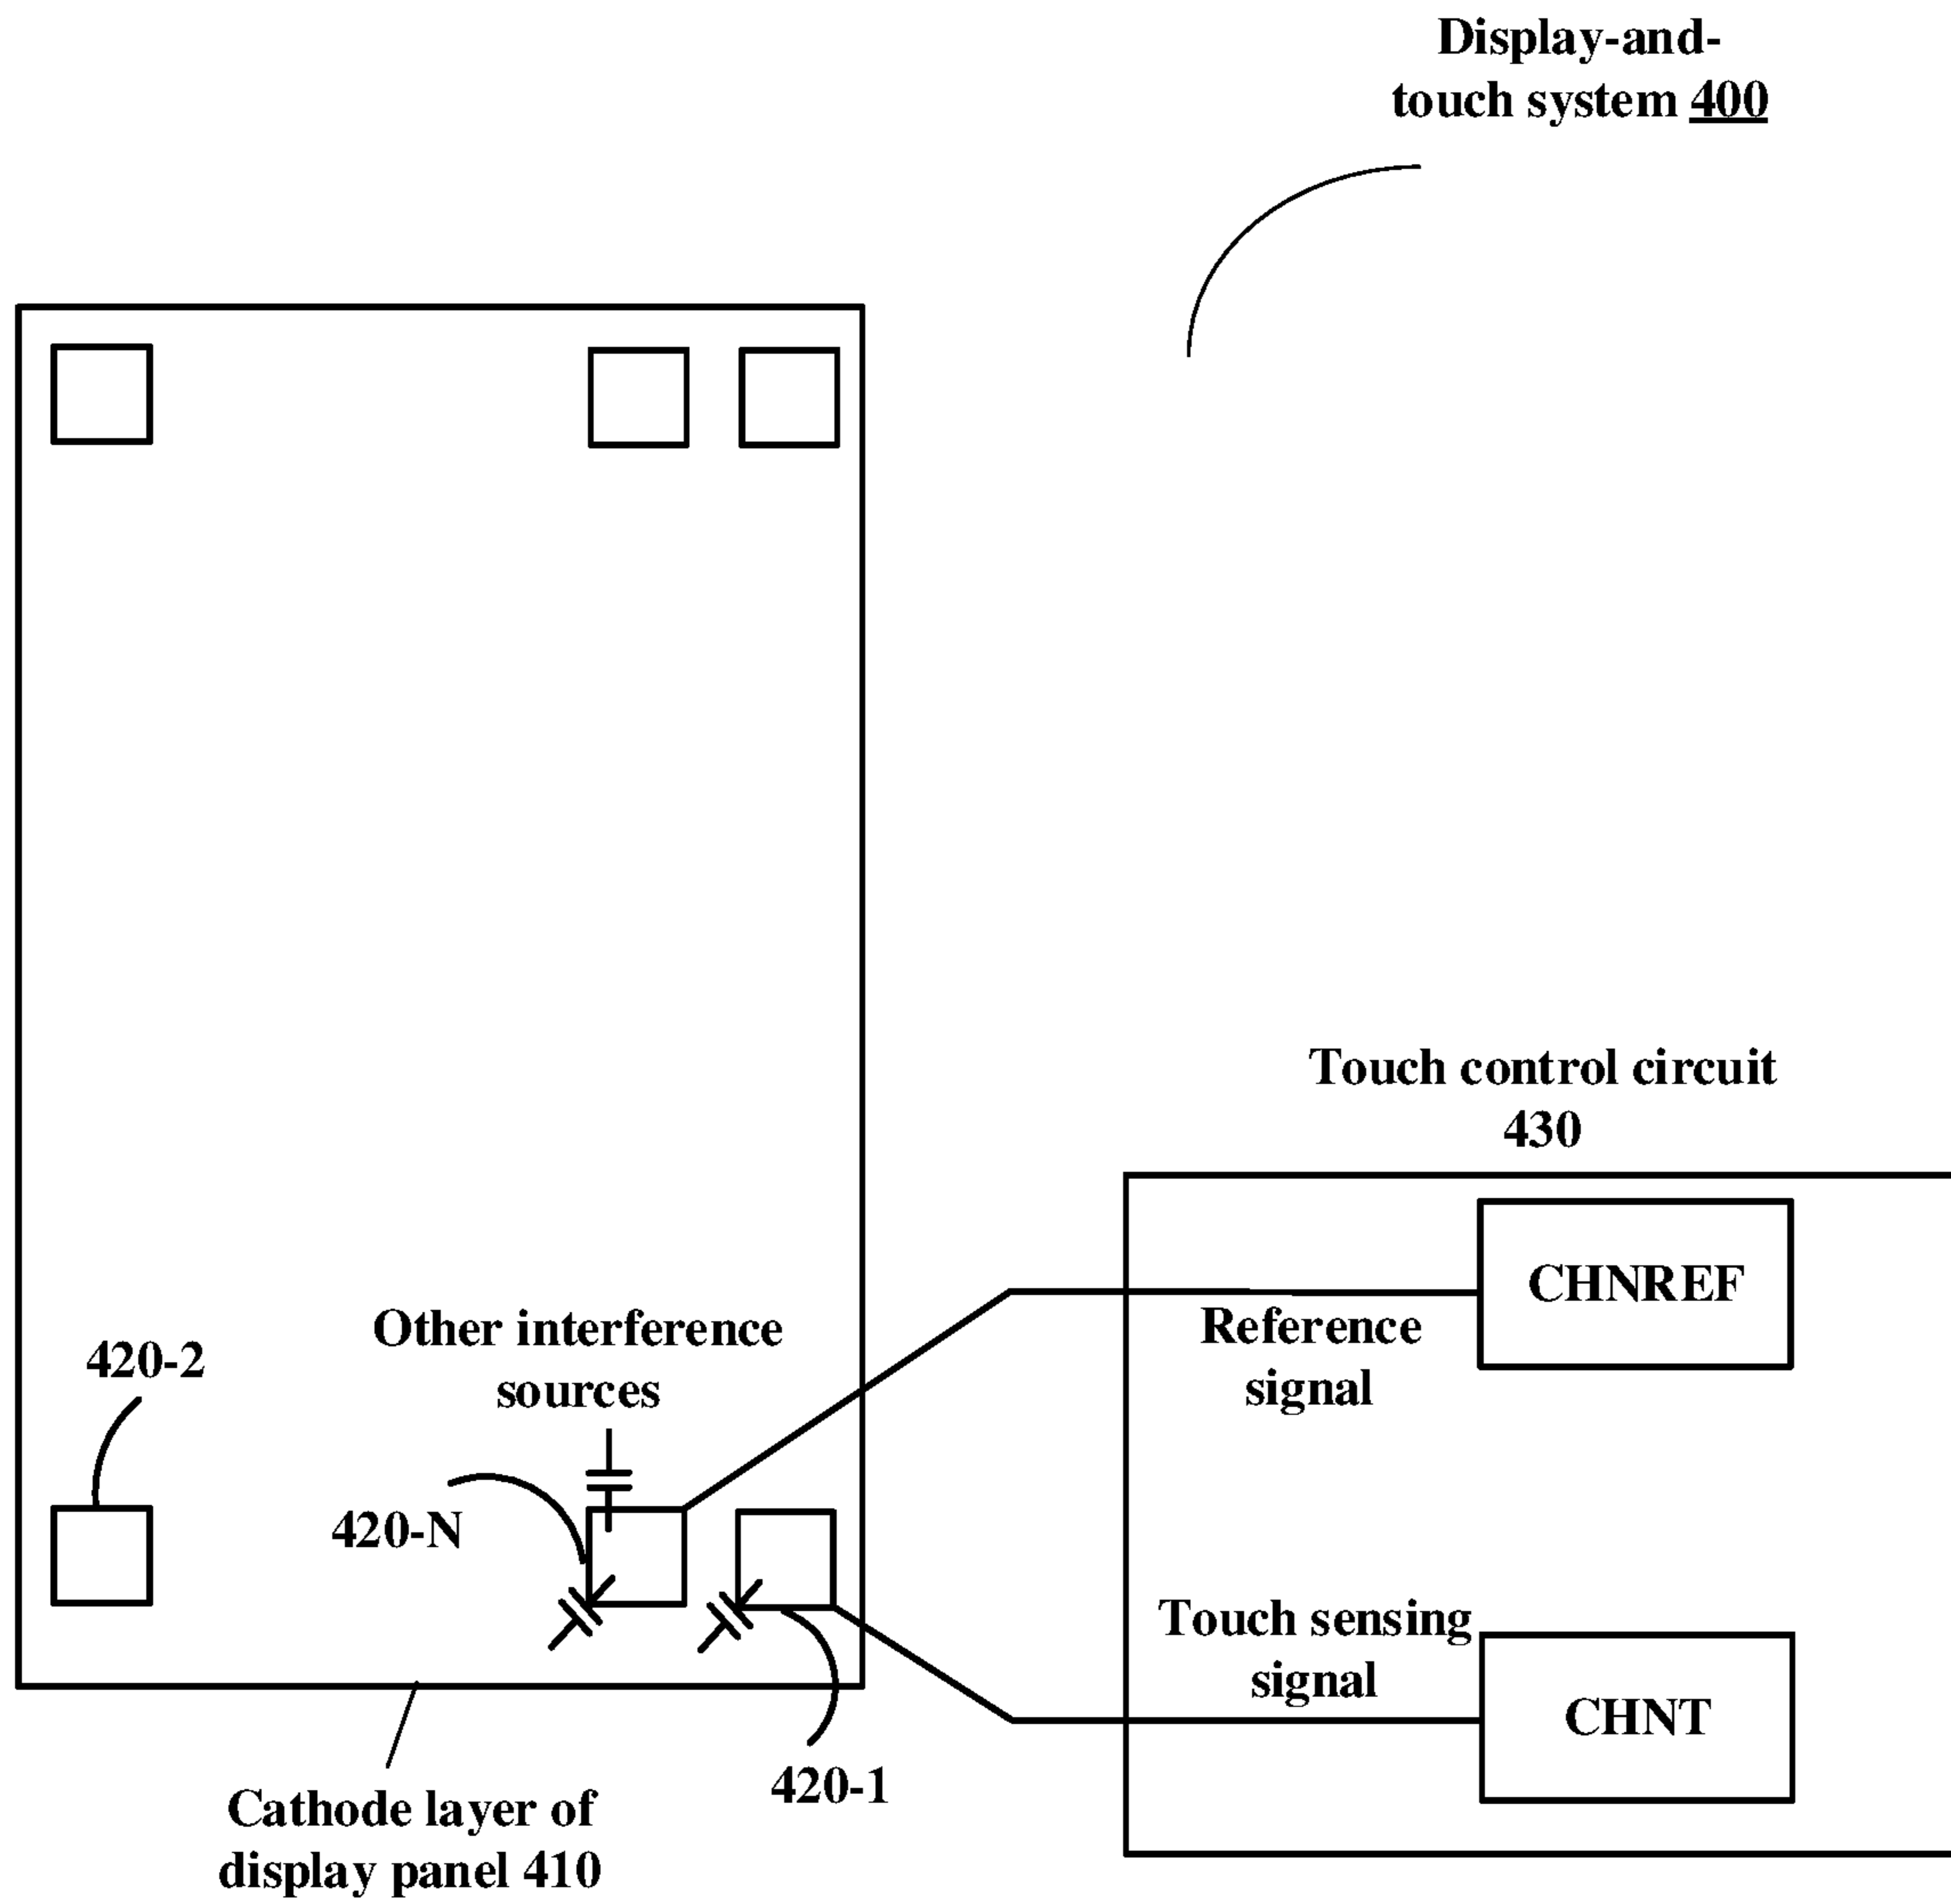 Display-and-
touch system 400
Touch control circuit
430
CHNREF
Reference
signal
Other interference
sources
420-2
420-N
Touch sensing
signal
CHNT
420-1
Cathode layer of
display panel 410